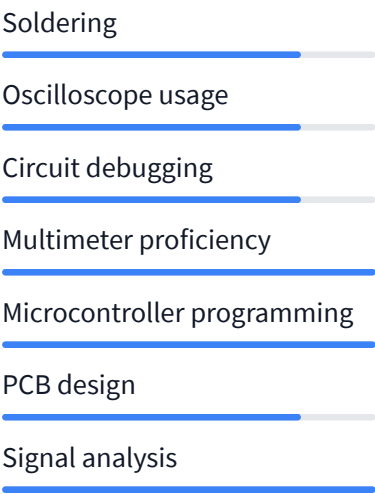 Soldering
Oscilloscope usage
Circuit debugging
Multimeter proficiency
Microcontroller programming
PCB design
Signal analysis